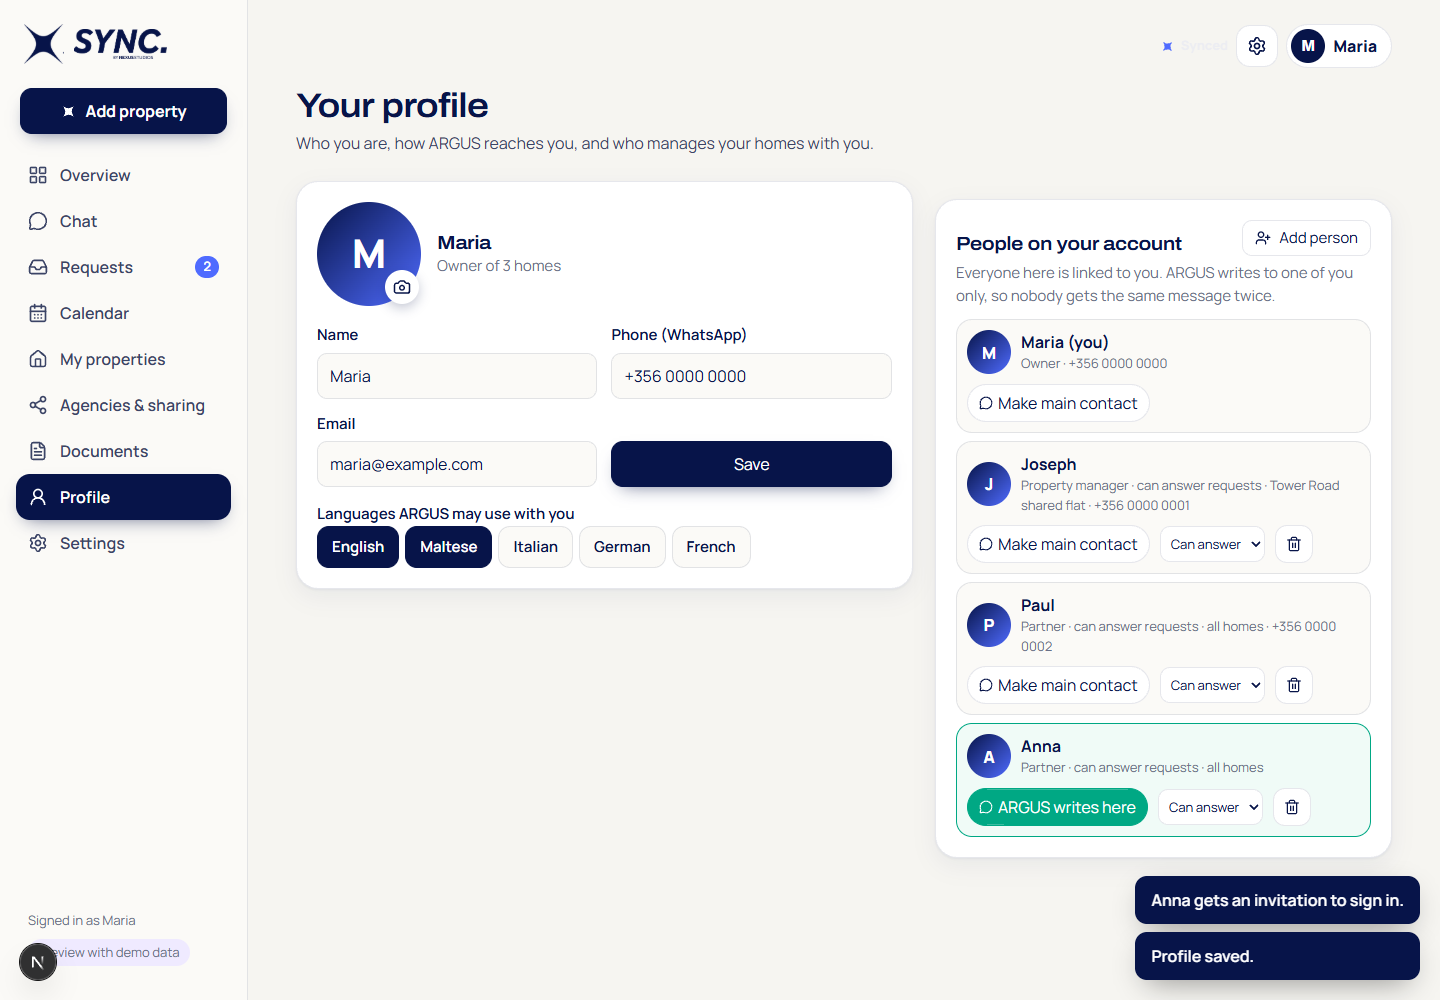 SYNC.
Add property
Overview
Chat
Requests
2
Calendar
My properties
Agencies & sharing
Documents
Profile
Settings
Signed in as Maria
eview with demo data
N
Synced
M
Maria
Your profile
Who you are, how ARGUS reaches you, and who manages your homes with you.
M
Maria
Owner of 3 homes
Name
Phone (WhatsApp)
Maria
+356 0000 0000
Email
maria@example.com
Save
Languages ARGUS may use with you
English
Maltese
Italian
German
French
People on your account
Add person
Everyone here is linked to you. ARGUS writes to one of you
only, so nobody gets the same message twice.
M
Maria (you)
Owner · +356 0000 0000
Make main contact
J
Joseph
Property manager · can answer requests · Tower Road
shared flat · +356 0000 0001
Make main contact
Can answer
P
Paul
Partner · can answer requests · all homes · +356 0000
0002
Make main contact
Can answer
A
Anna
Partner · can answer requests · all homes
ARGUS writes here
Can answer
Anna gets an invitation to sign in.
Profile saved.